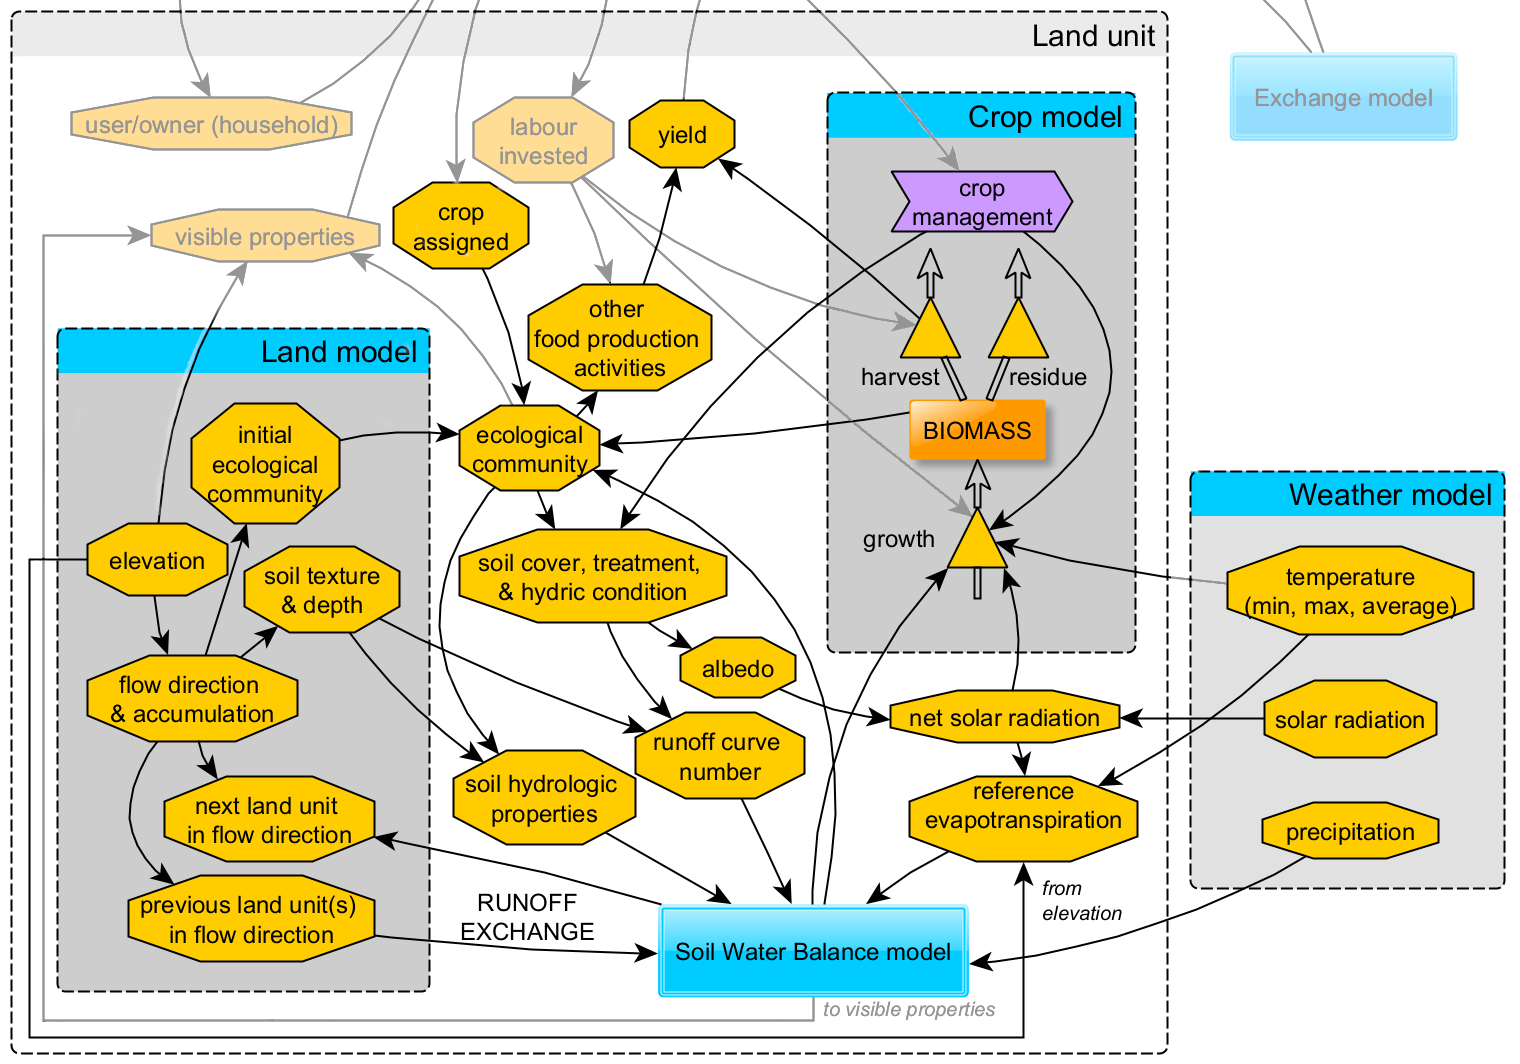 Land unit
Exchange model
user/owner (household)
labour
invested
yield
Crop model
crop
management
crop
assigned
visible properties
other
food production
activities
Land model
harvest
residue
BIOMASS
initial
ecological
community
ecological
community
Weather model
growth
elevation
soil texture
& depth
soil cover, treatment,
& hydric condition
temperature
(min, max, average)
albedo
flow direction
& accumulation
net solar radiation
solar radiation
runoff curve
number
soil hydrologic
properties
next land unit
in flow direction
reference
evapotranspiration
precipitation
previous land unit(s)
in flow direction
RUNOFF
EXCHANGE
from
elevation
Soil Water Balance model
to visible properties